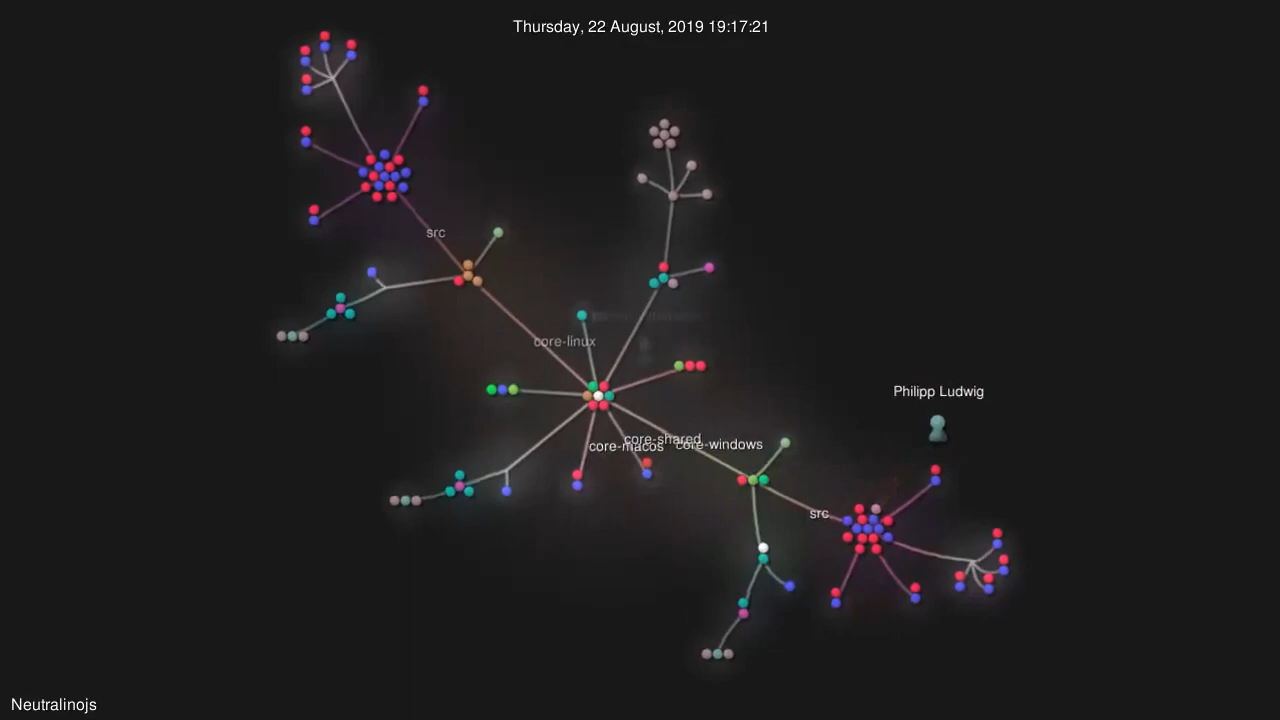 Thursday, 22 August, 2019 19:17:21
src
core-linux
Philipp Ludwig
core-shared
core-macos
core-windows
src
Neutralinojs